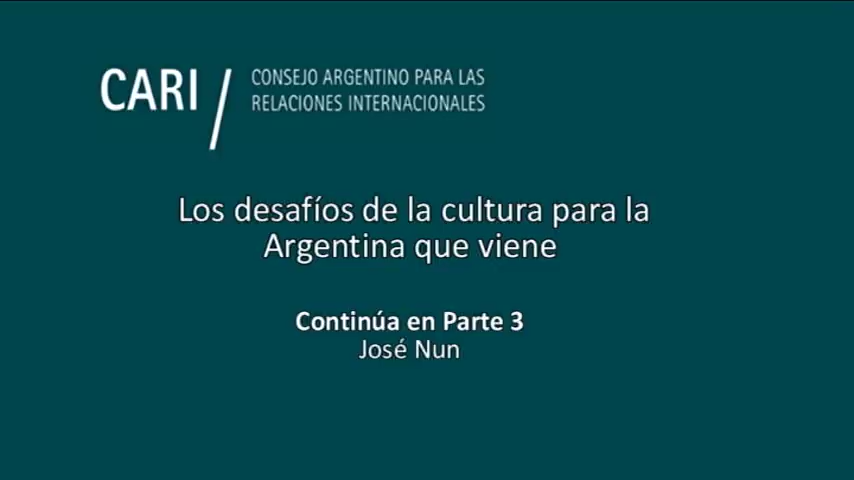 CARI
CONSEJO ARGENTINO PARA LAS
RELACIONES INTERNACIONALES
Los desafíos de la cultura para la
Argentina que viene
Continúa en Parte 3
José Nun